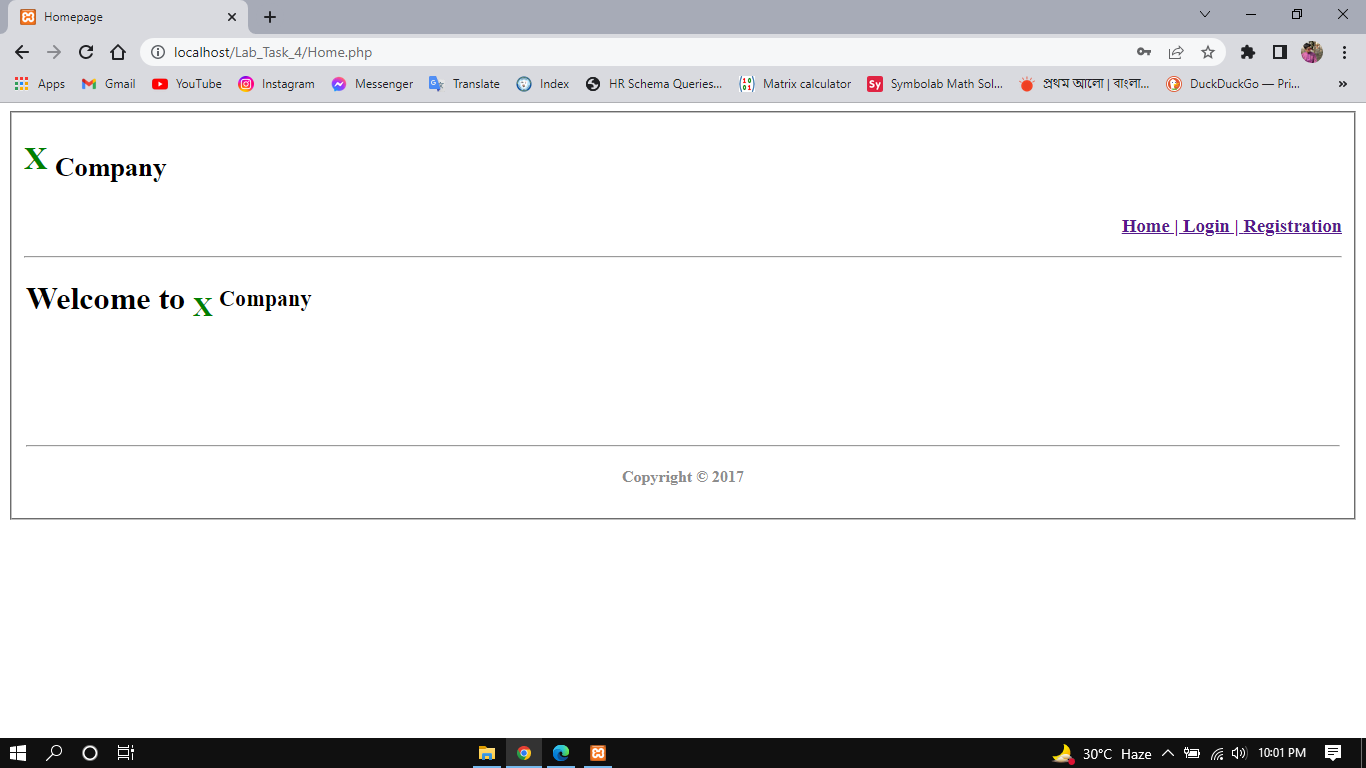 Homepage
localhost/Lab_Task_4/Home.php
Apps Gmail YouTube Instagram Messenger Translate Index HR Schema Queries... Matrix calculator Symbolab Math Sol... প্রথম আলো | বাংলা... DuckDuckGo — Pri... »
X Company
Home | Login | Registration
Welcome to X Company
Copyright © 2017
30°C Haze 10:01 PM